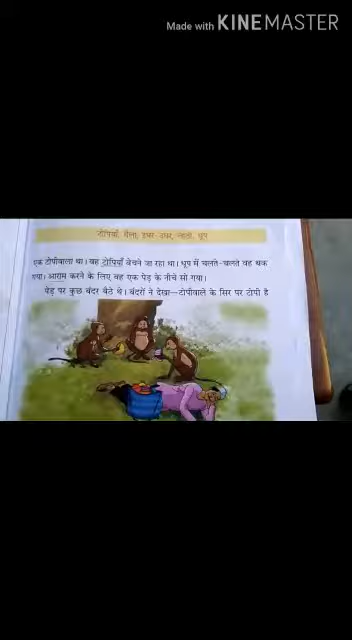 Made with KINEMASTER
टोपियाँ, थैला, इधर-उधर, नकल, धूप
एक टोपीवाला था। वह टोपियाँ बेचने जा रहा था। धूप में चलते-चलते वह थक
गया। आराम करने के लिए वह एक पेड़ के नीचे सो गया।
पेड़ पर कुछ बंदर बैठे थे। बंदरों ने देखा—टोपीवाले के सिर पर टोपी है